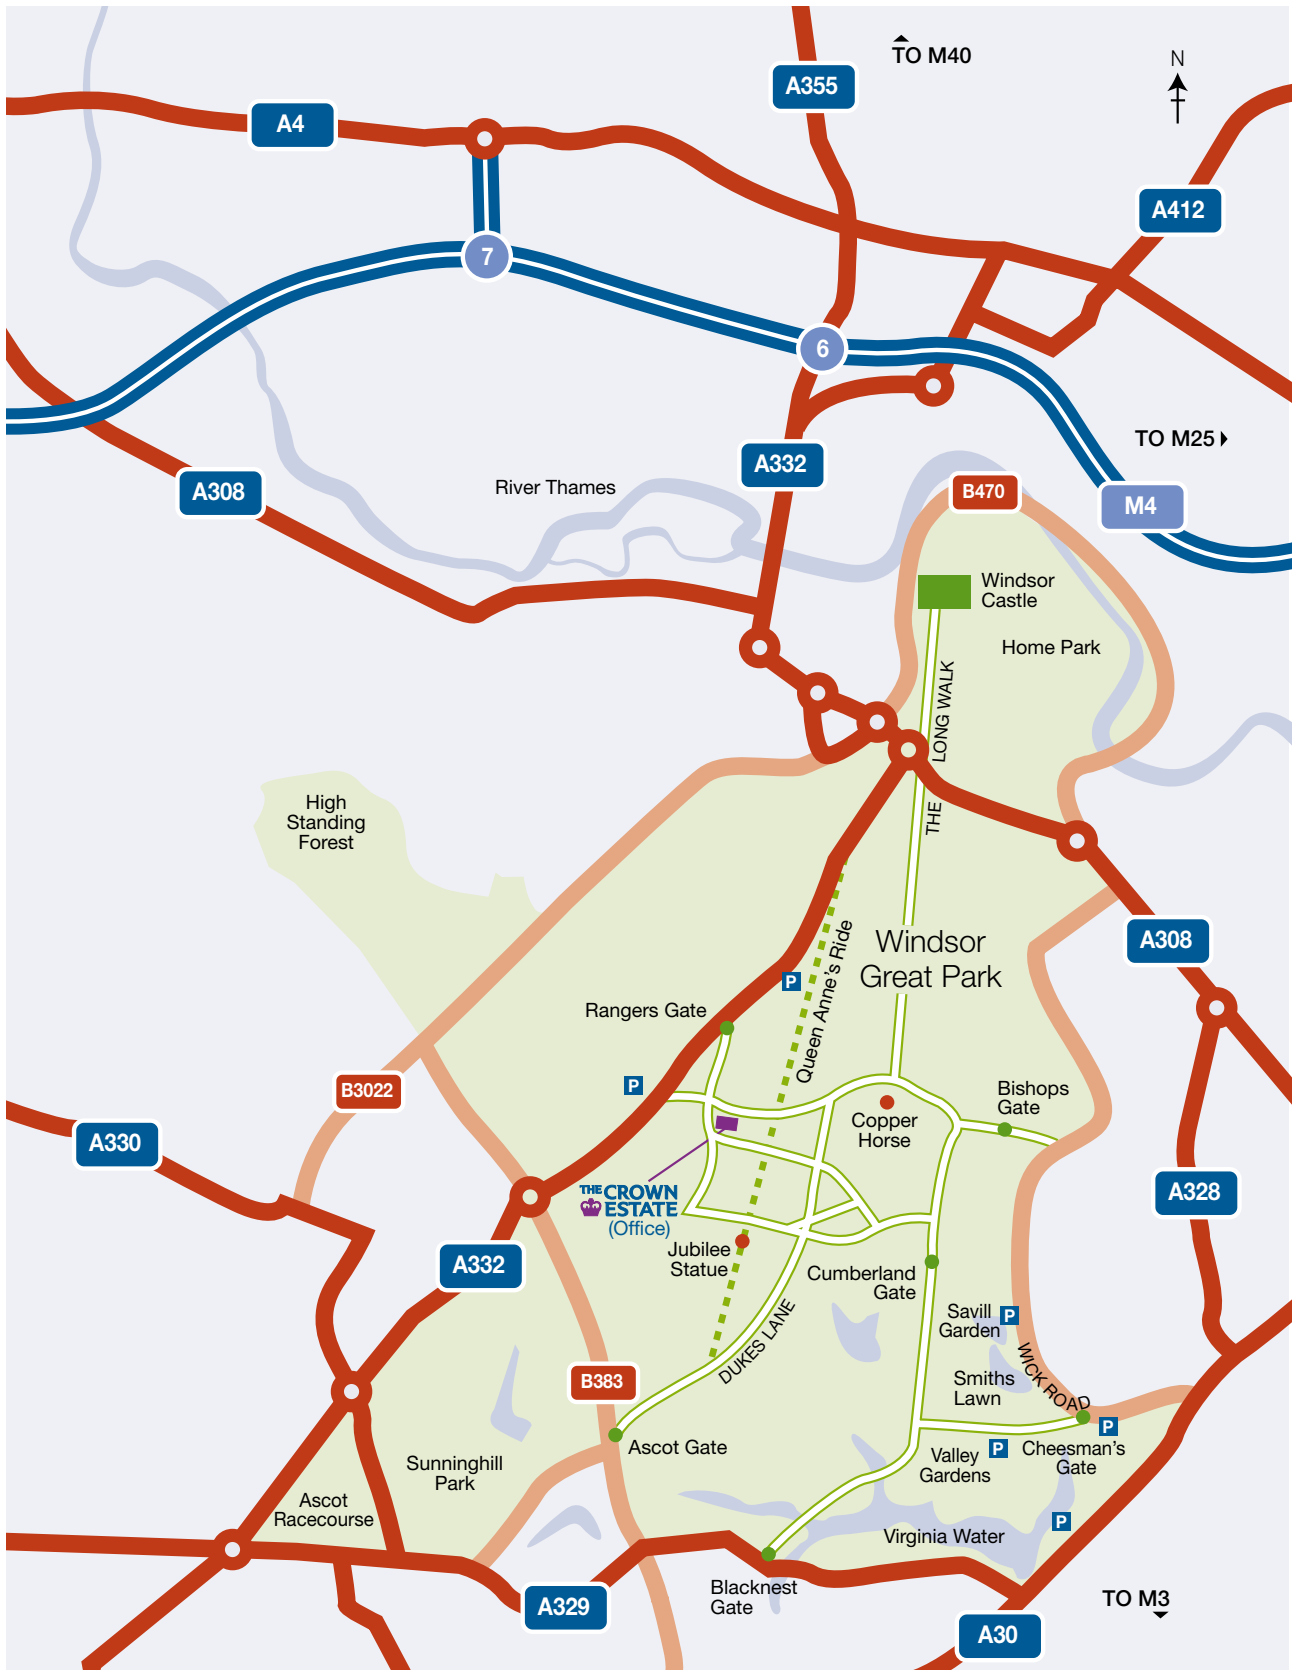 TO M40
N
A355
A4
A412
7
6
TO M25
A332
River Thames
A308
B470
M4
Windsor
Castle
Home Park
THE LONG WALK
High
Standing
Forest
Windsor
Great Park
A308
Queen Anne's Ride
P
Rangers Gate
P
B3022
Bishops
Gate
Copper
Horse
A330
THE CROWN
ESTATE
(Office)
A328
Jubilee
Statue
A332
Cumberland
Gate
Savill
Garden
P
DUKES LANE
WICK ROAD
B383
Smiths
Lawn
P
Ascot Gate
Sunninghill
Park
Valley
Gardens
P
Cheesman's
Gate
Ascot
Racecourse
P
Virginia Water
Blacknest
Gate
A329
TO M3
A30